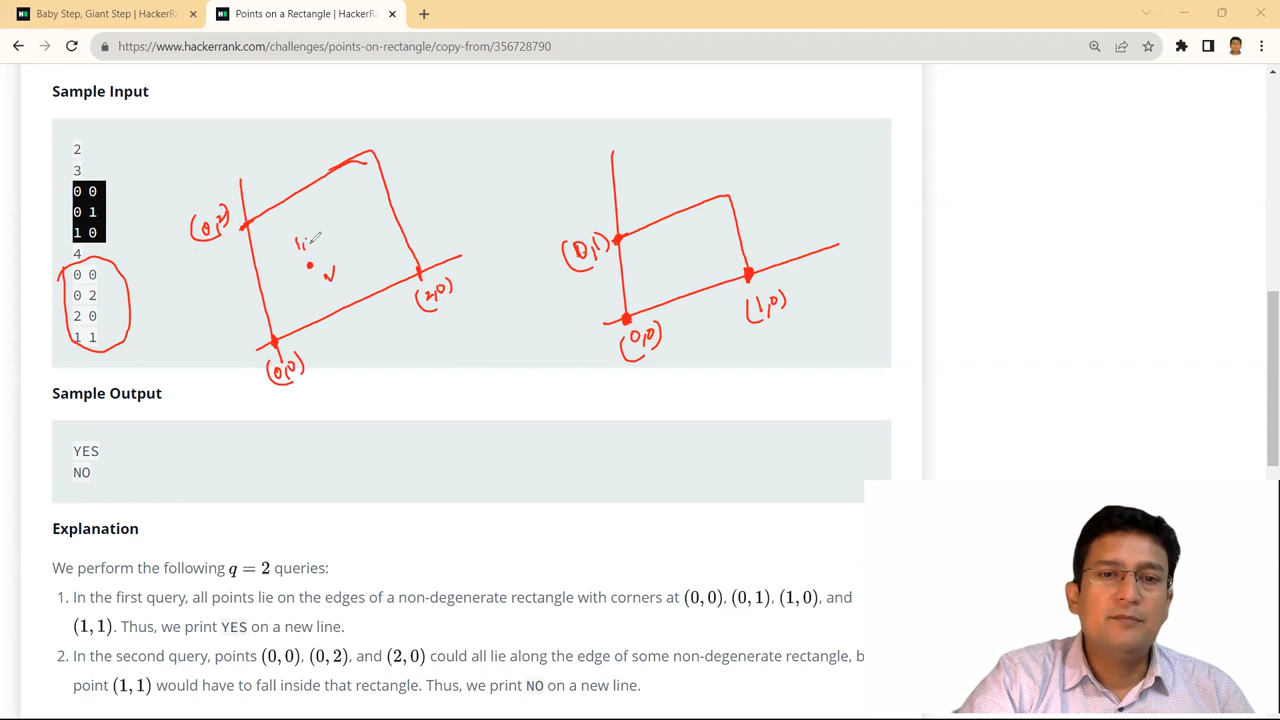 Baby Step, Giant Step | HackerRa
Points on a Rectangle | HackerRa
https://www.hackerrank.com/challenges/points-on-rectangle/copy-from/356728790
Sample Input
2
3
0 0
0 1
1 0
4
0 0
0 2
2 0
1 1
(0,2)
(2,0)
(0,0)
(0,1)
(1,0)
(0,0)
Sample Output
YES
NO
Explanation
We perform the following q = 2 queries:
1. In the first query, all points lie on the edges of a non-degenerate rectangle with corners at (0, 0), (0, 1), (1, 0), and
(1, 1). Thus, we print YES on a new line.
2. In the second query, points (0, 0), (0, 2), and (2, 0) could all lie along the edge of some non-degenerate rectangle, b
point (1, 1) would have to fall inside that rectangle. Thus, we print NO on a new line.